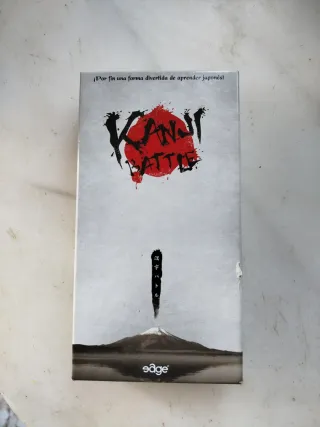 ¡Por fin una forma divertida de aprender japonés!
KANJI
BATTLE
edge